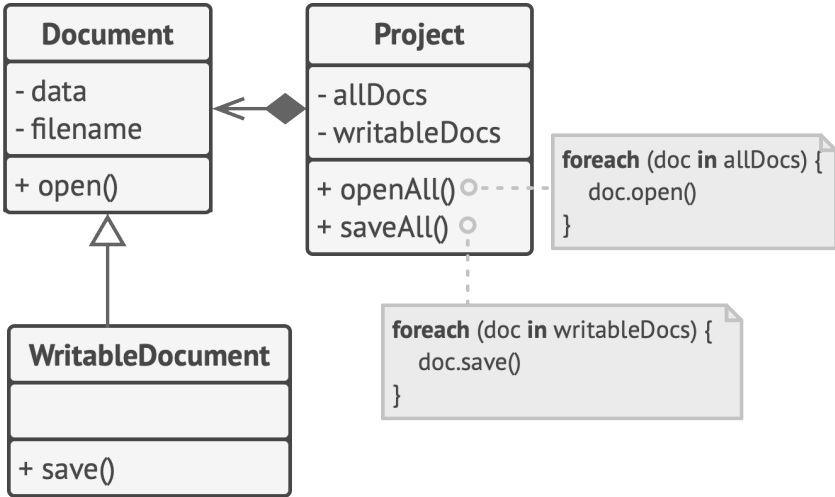 Document
- data
- filename
+ open()
Project
- allDocs
- writableDocs
+ openAll()
+ saveAll()
foreach (doc in allDocs) {
doc.open()
}
foreach (doc in writableDocs) {
doc.save()
}
WritableDocument
+ save()